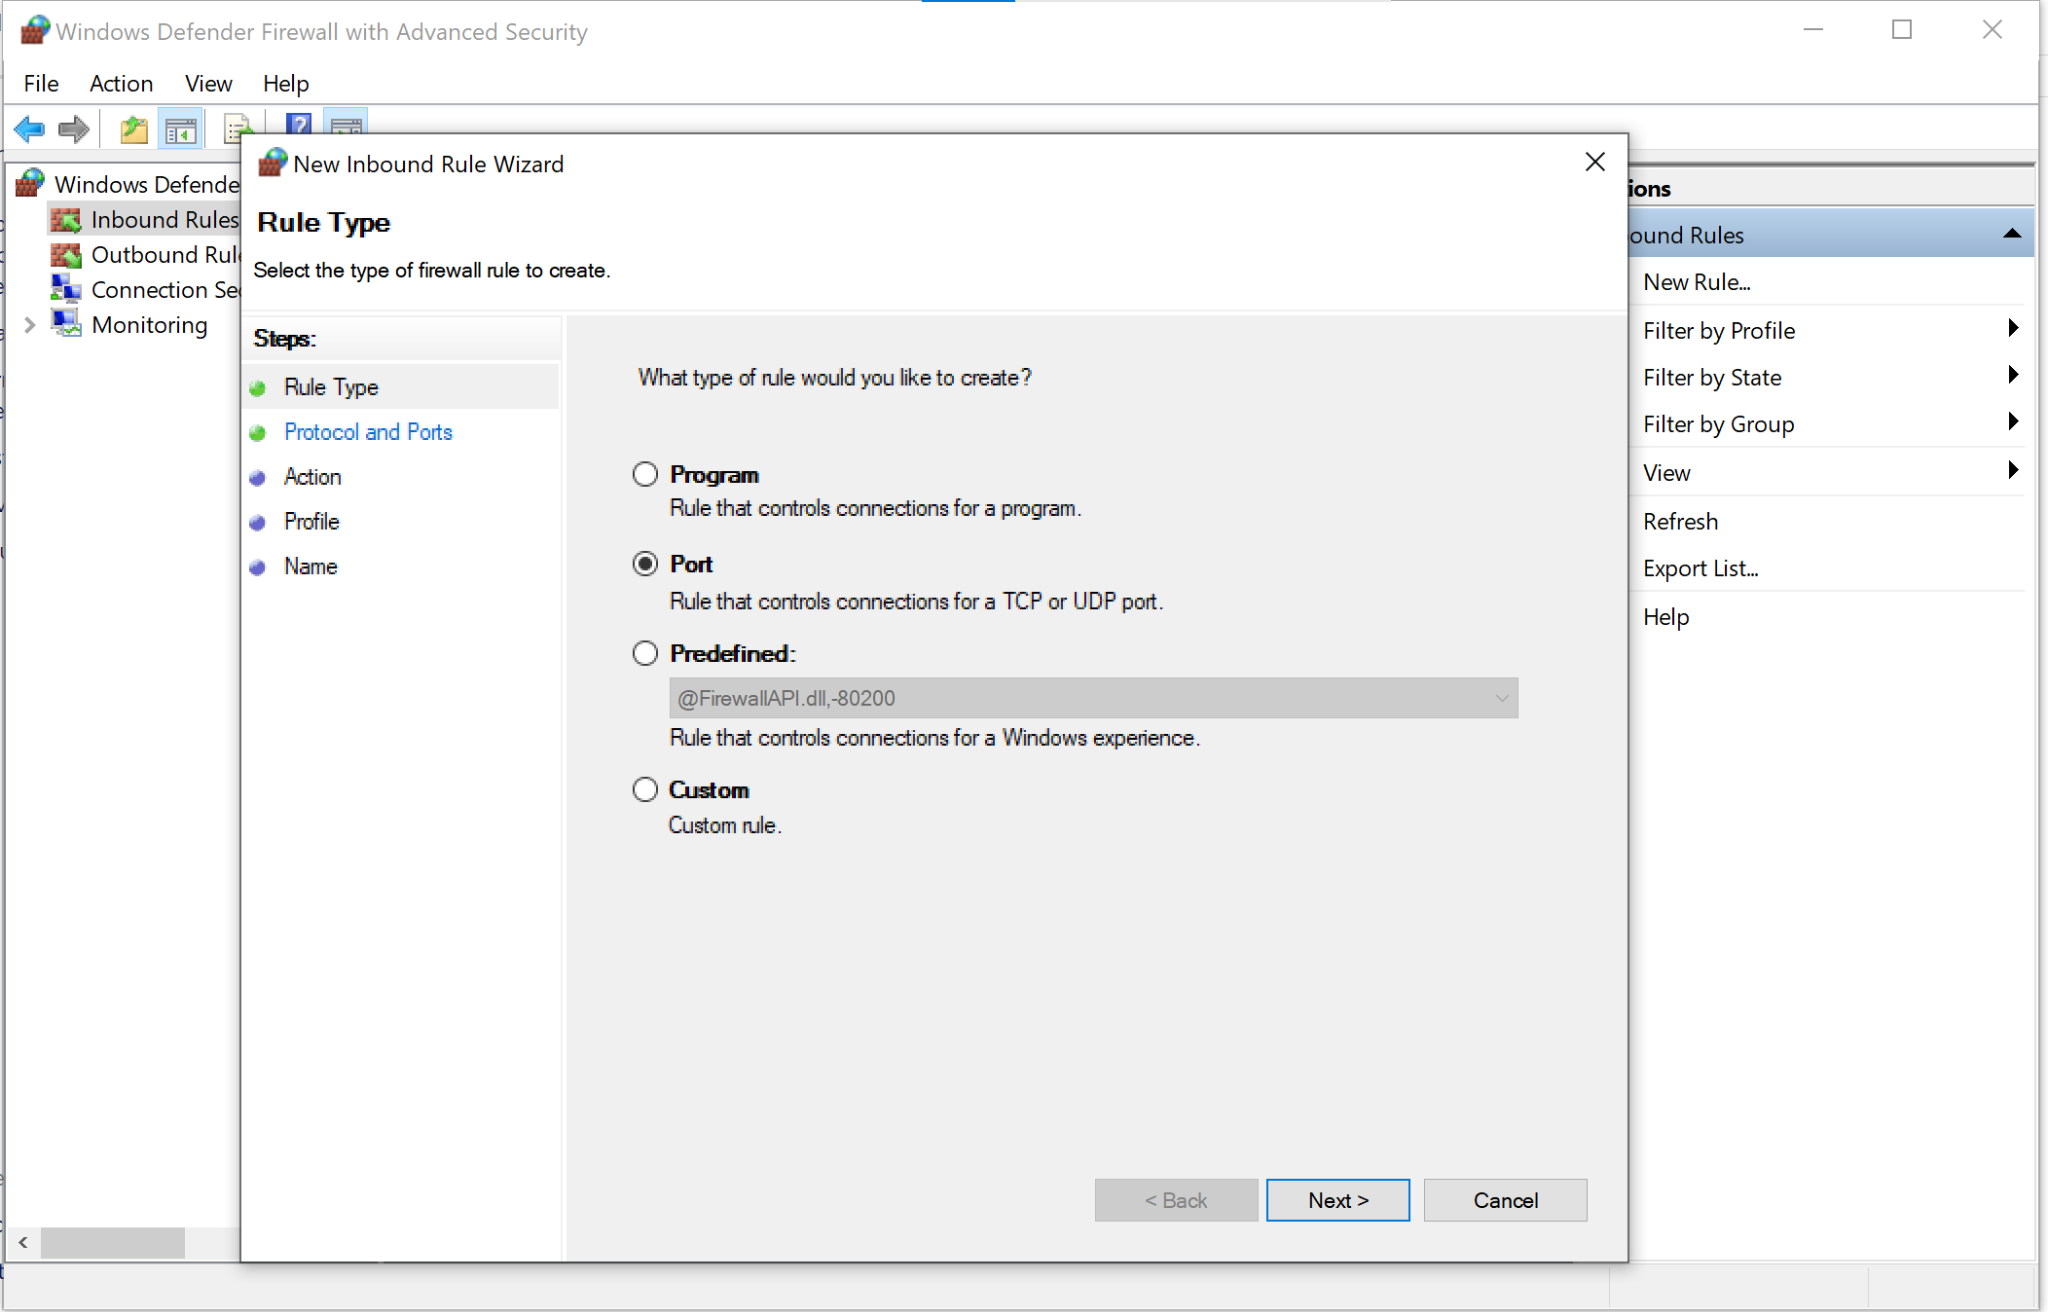 Windows Defender Firewall with Advanced Security
File Action View Help
Windows Defende
Inbound Rules
Outbound Rul
Connection Se
Monitoring
New Inbound Rule Wizard
Rule Type
Select the type of firewall rule to create.
Steps:
Rule Type
Protocol and Ports
Action
Profile
Name
What type of rule would you like to create?
Program
Rule that controls connections for a program.
Port
Rule that controls connections for a TCP or UDP port.
Predefined:
@FirewallAPI.dll,-80200
Rule that controls connections for a Windows experience.
Custom
Custom rule.
< Back
Next >
Cancel
ions
ound Rules
New Rule...
Filter by Profile
Filter by State
Filter by Group
View
Refresh
Export List...
Help